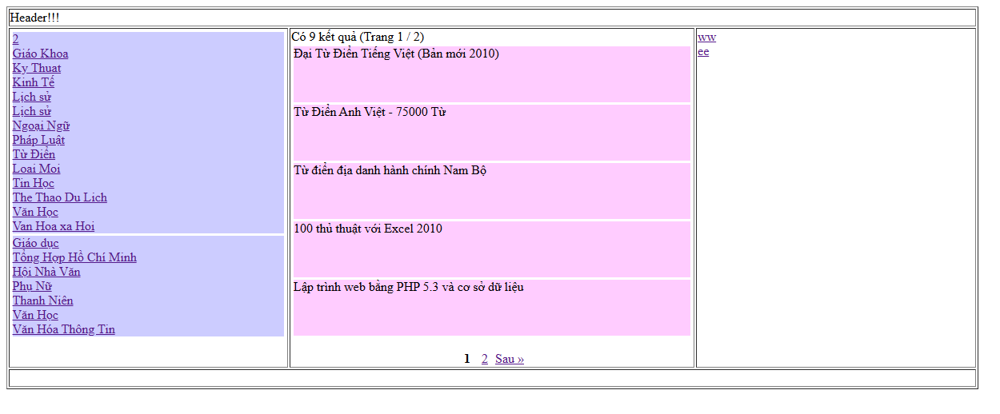 Header!!!
2
Giáo Khoa
Ky Thuat
Kinh Tế
Lịch sử
Lịch sử
Ngoại Ngữ
Pháp Luật
Từ Điển
Loai Moi
Tin Học
The Thao Du Lich
Văn Học
Van Hoa xa Hoi
Giáo dục
Tổng Hợp Hồ Chí Minh
Hội Nhà Văn
Phụ Nữ
Thanh Niên
Văn Học
Văn Hóa Thông Tin
Có 9 kết quả (Trang 1 / 2)
Đại Từ Điển Tiếng Việt (Bản mới 2010)
Từ Điển Anh Việt - 75000 Từ
Từ điển địa danh hành chính Nam Bộ
100 thủ thuật với Excel 2010
Lập trình web bằng PHP 5.3 và cơ sở dữ liệu
1 2 Sau »
ww
ee